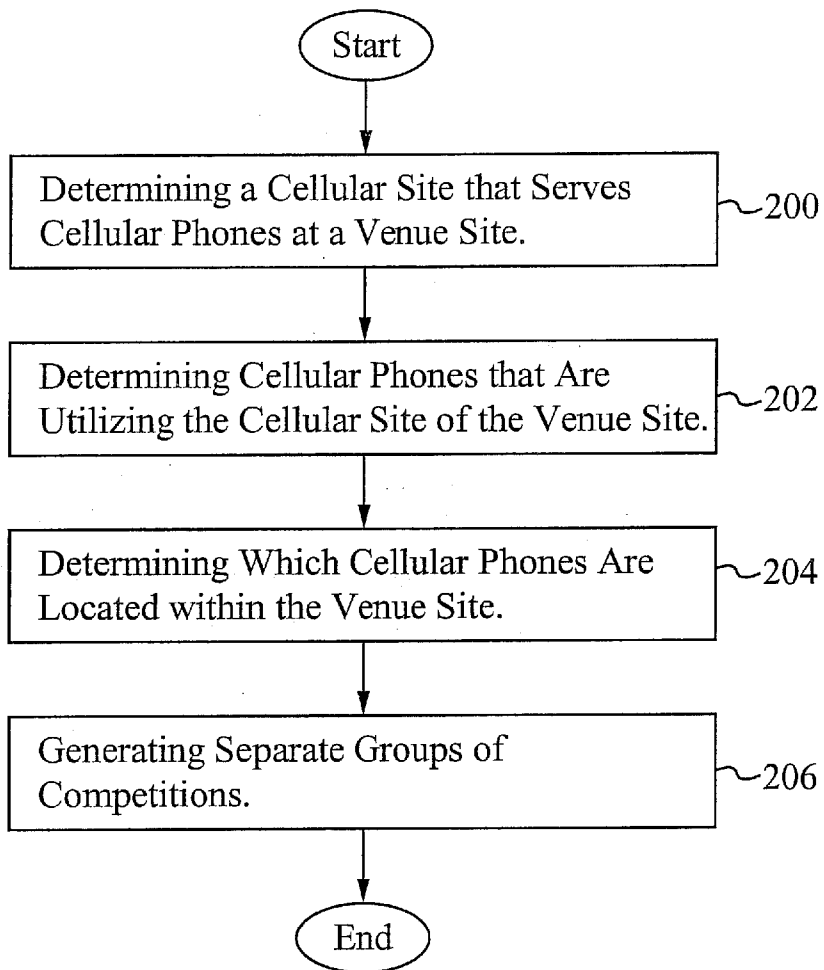 Start
Determining a Cellular Site that Serves
Cellular Phones at a Venue Site.
200
Determining Cellular Phones that Are
Utilizing the Cellular Site of the Venue Site.
202
Determining Which Cellular Phones Are
Located within the Venue Site.
204
Generating Separate Groups of
Competitions.
206
End